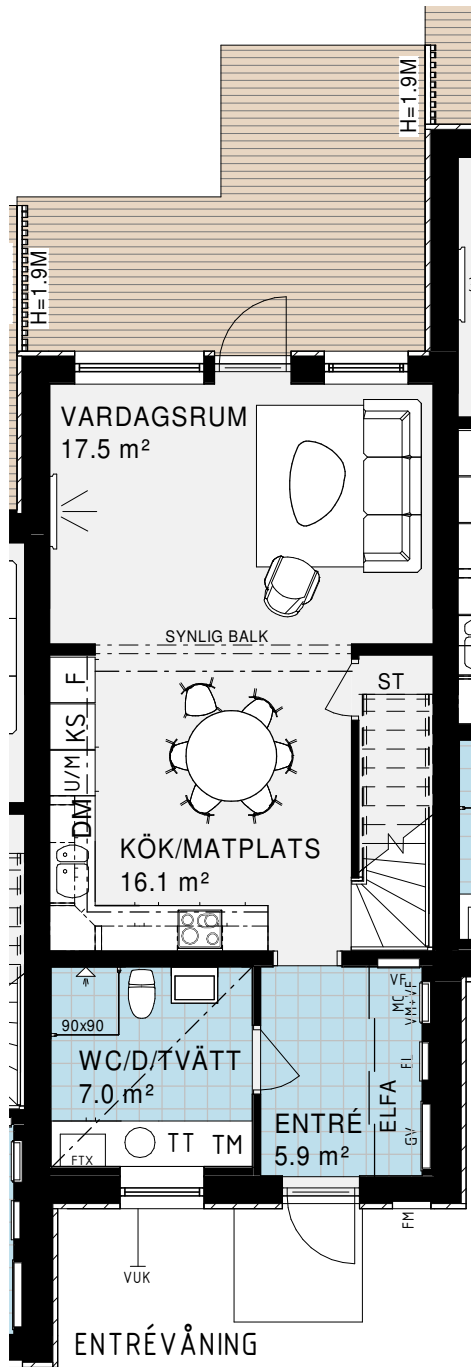 H=1.9M
H=1.9M
VARDAGSRUM
17.5 m²
SYNLIG BALK
F
ST
KS
U/M
DM
KÖK/MATPLATS
16.1 m²
VF
MC
VM+VF
90x90
WC/D/TVÄTT
7.0 m²
FI
ELFA
ENTRÉ
5.9 m²
GV
TT
TM
FTX
FM
VUK
ENTRÉVÅNING